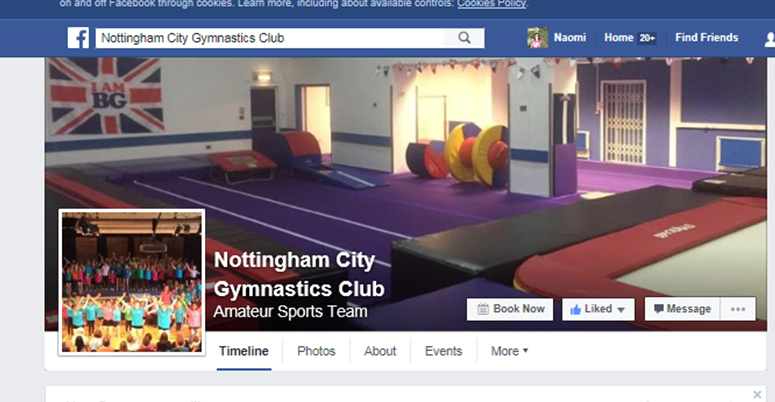 on and off Facebook through cookies. Learn more, including about available controls: Cookies Policy.
f Nottingham City Gymnastics Club Naomi Home 20+ Find Friends
I AM
BG
Nottingham City
Gymnastics Club
Amateur Sports Team
Book Now Liked Message
Timeline Photos About Events More